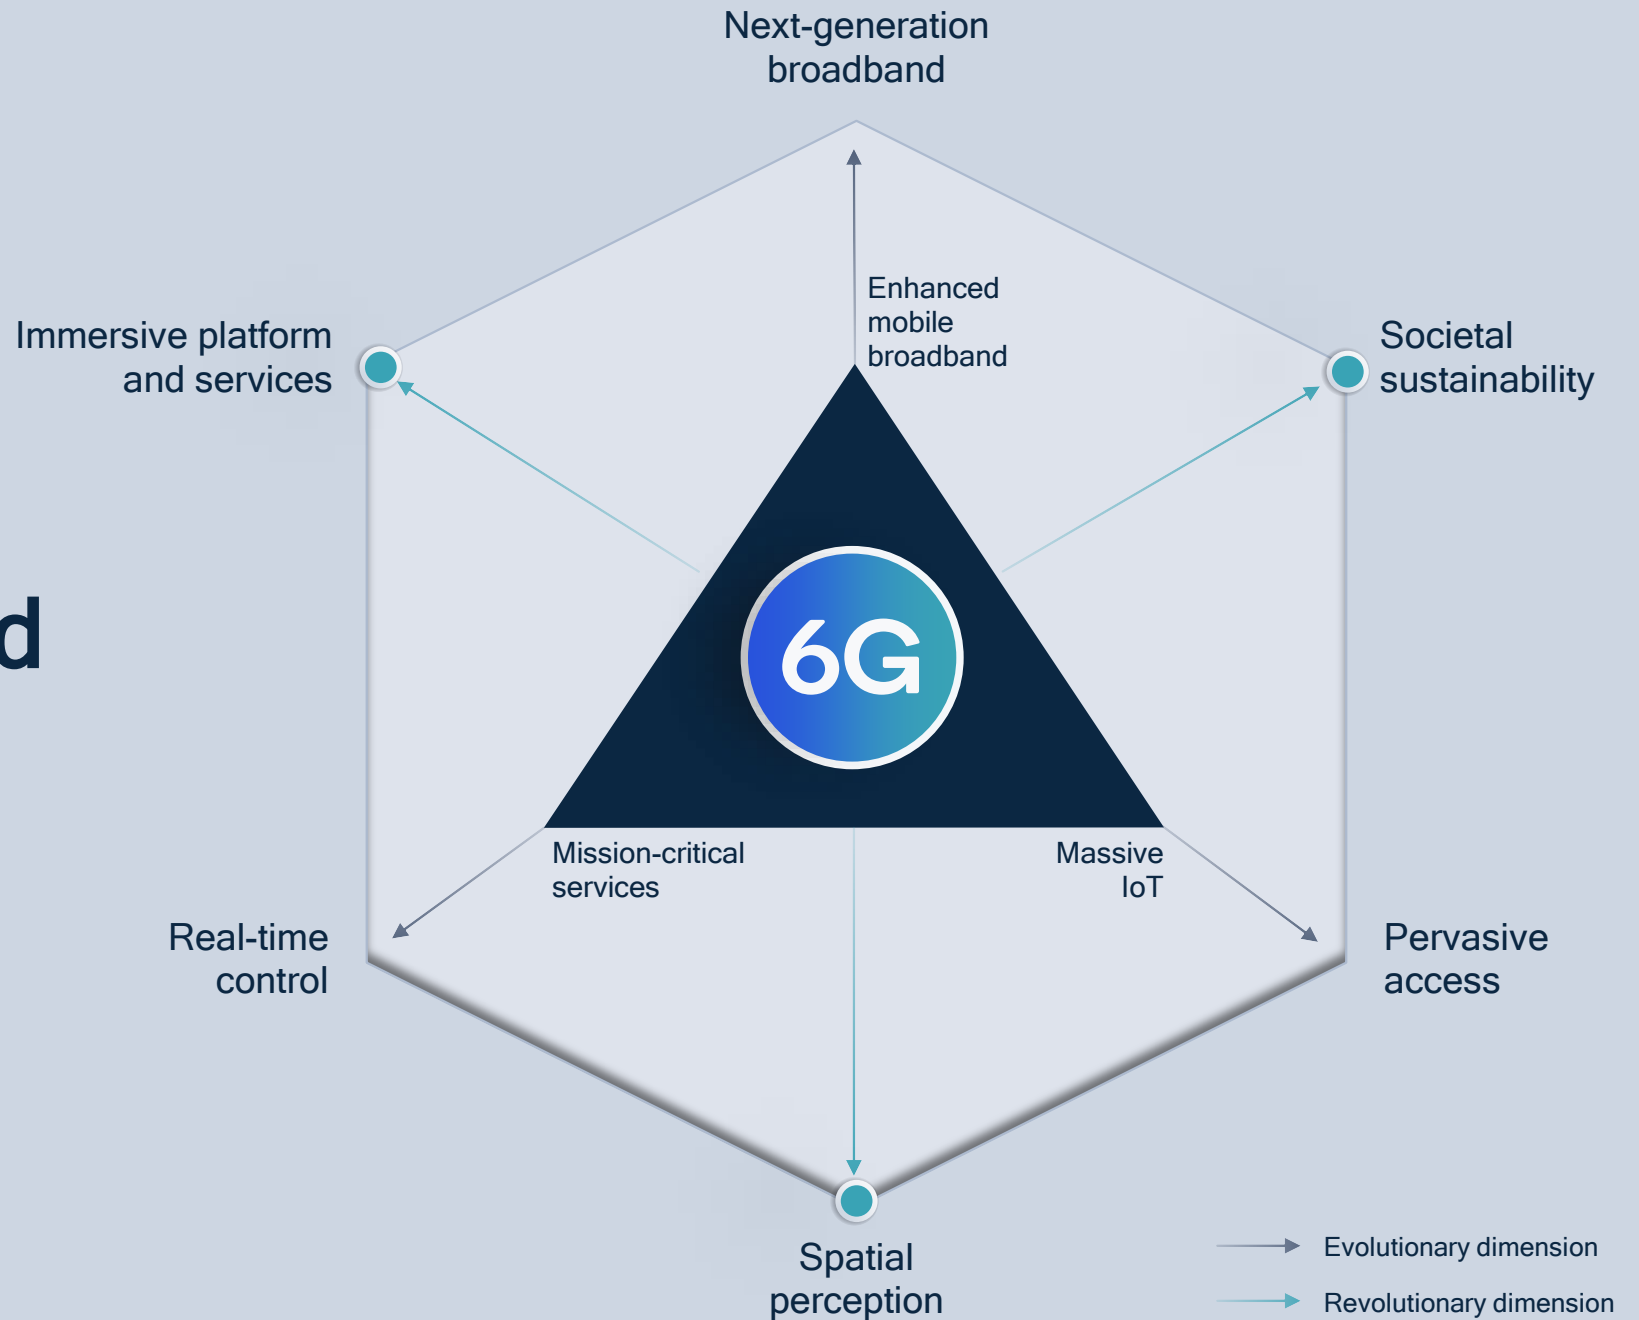 Next-generation
broadband
Enhanced
mobile
broadband
Immersive platform
and services
Societal
sustainability
d
6G
Mission-critical
services
Massive
IoT
Real-time
control
Pervasive
access
Spatial
perception
Evolutionary dimension
Revolutionary dimension